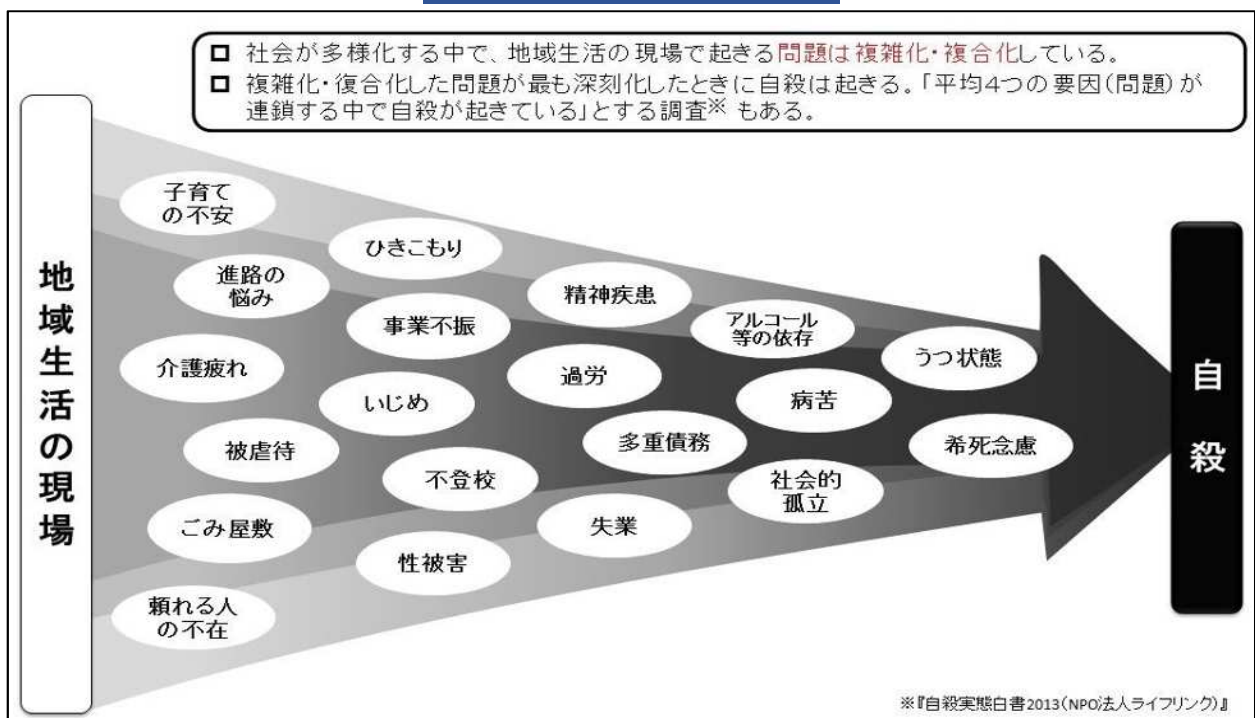 □ 社会が多様化する中で、地域生活の現場で起きる問題は複雑化・複合化している。
□ 複雑化・復合化した問題が最も深刻化したときに自殺は起きる。「平均4つの要因(問題)が
連鎖する中で自殺が起きている」とする調査※もある。
地域生活の現場
子育て
の不安
ひきこもり
進路の
悩み
精神疾患
事業不振
アルコール
等の依存
うつ状態
介護疲れ
過労
いじめ
病苦
被虐待
多重債務
希死念慮
不登校
社会的
孤立
ごみ屋敷
失業
性被害
頼れる人
の不在
自殺
※『自殺実態白書2013(NPO法人ライフリンク)』